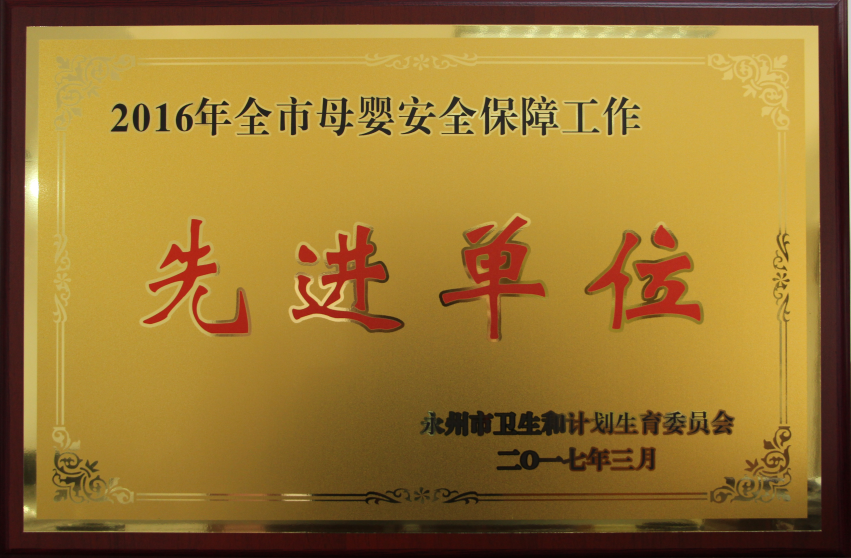 2016年全市母婴安全保障工作
先进单位
永州市卫生和计划生育委员会
二〇一七年三月